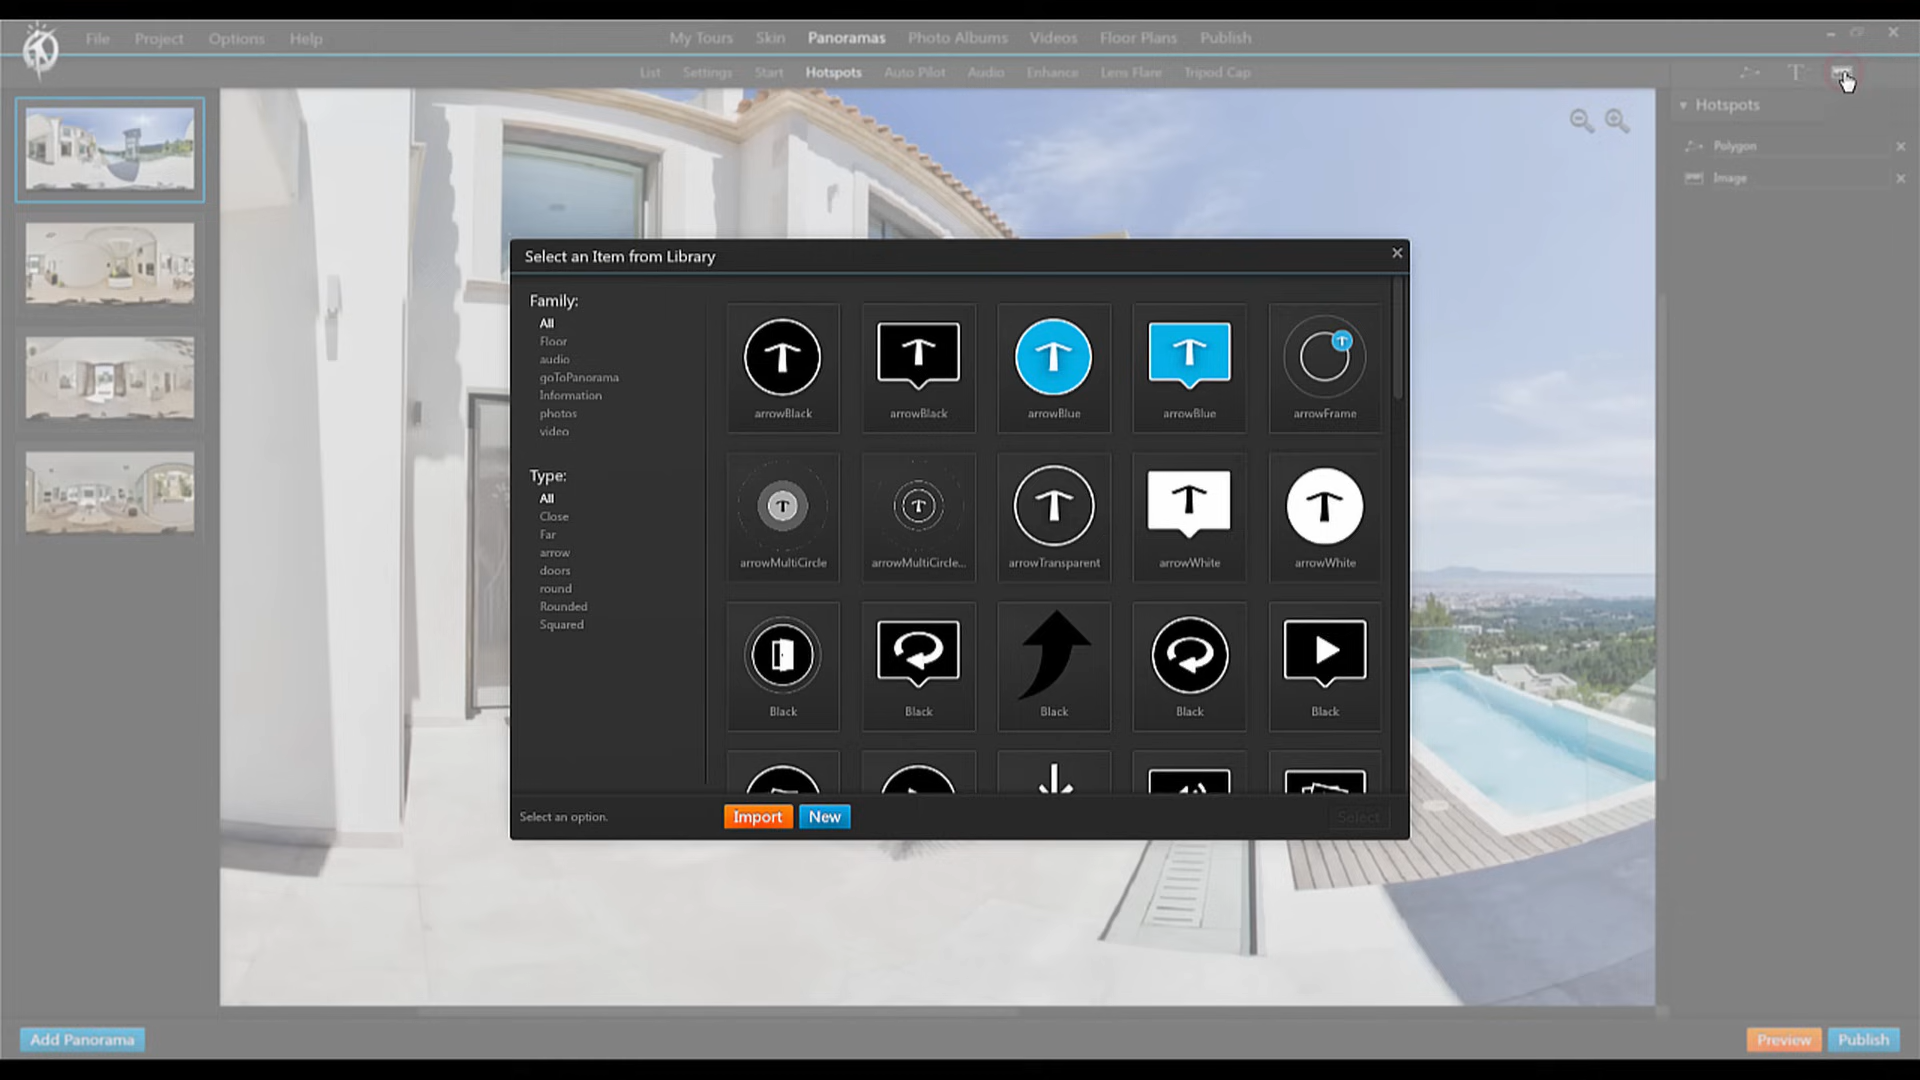 File Project Options Help
My Tours Skin Panoramas Photo Albums Videos Floor Plans Publish
List Settings Start Hotspots Auto Pilot Audio Enhance Lens Flare Tripod Cap
Hotspots
Polygon
Image
Select an Item from Library
Family:
All
Floor
audio
goToPanorama
Information
photos
video
Type:
All
Close
Far
arrow
doors
round
Rounded
Squared
arrowBlack arrowBlack arrowBlue arrowBlue arrowFrame
arrowMultiCircle arrowMultiCircle... arrowTransparent arrowWhite arrowWhite
Black Black Black Black Black
Select an option. Import New Select
Add Panorama Preview Publish